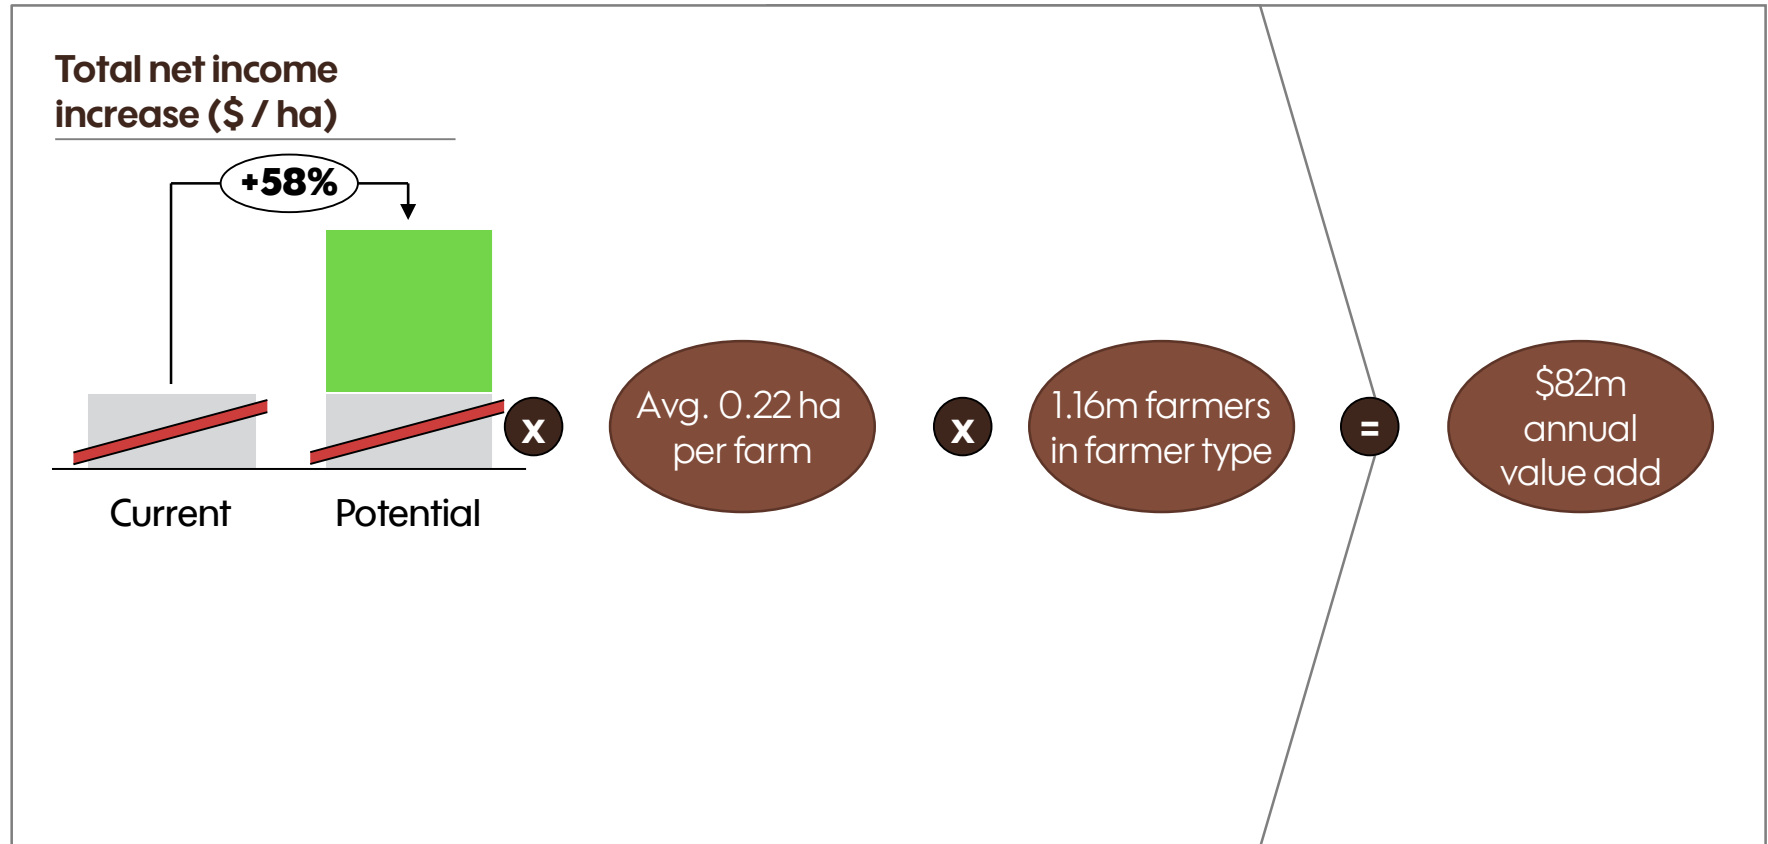 Total net income
increase ($ / ha)
+58%
Current
Potential
x
Avg. 0.22 ha
per farm
x
1.16m farmers
in farmer type
=
$82m
annual
value add